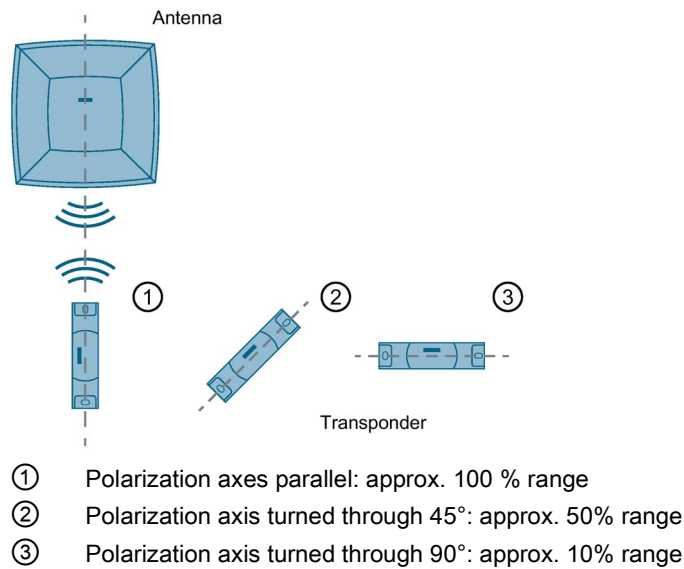 Antenna
① ② ③
Transponder
① Polarization axes parallel: approx. 100 % range
② Polarization axis turned through 45°: approx. 50% range
③ Polarization axis turned through 90°: approx. 10% range